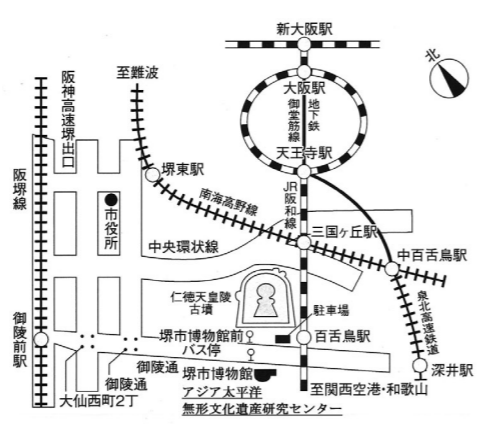 新大阪駅
北
至難波
大阪駅
阪神高速堺出口
地下鉄
御堂筋線
天王寺駅
堺東駅
阪堺線
JR阪和線
南海高野線
市役所
三国ヶ丘駅
中央環状線
中百舌鳥駅
仁徳天皇陵
古墳
駐車場
泉北高速鉄道
御陵前駅
堺市博物館前
バス停
百舌鳥駅
御陵通
深井駅
御陵通
堺市博物館
大仙西町2丁
アジア太平洋
無形文化遺産研究センター
至関西空港・和歌山